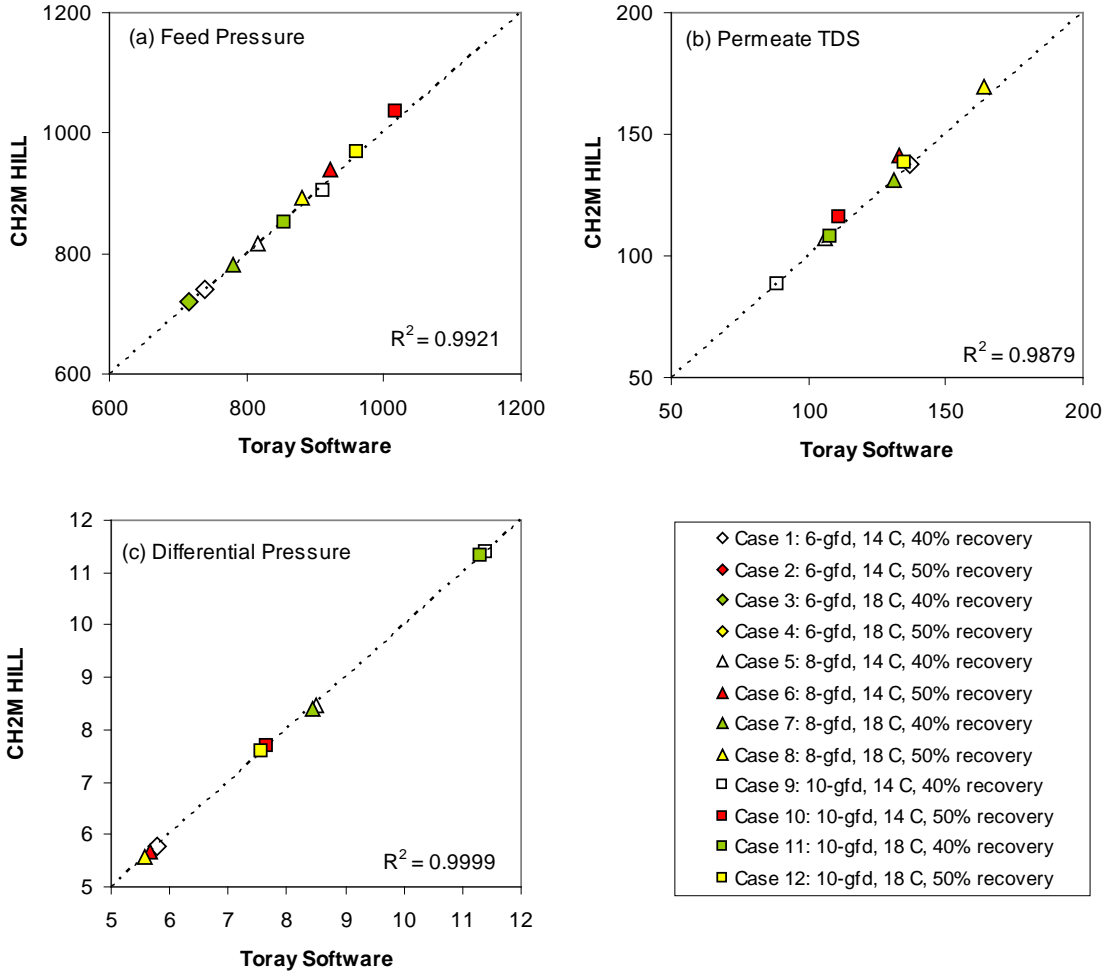 (a) Feed Pressure
1200
1000
800
600
CH2M HILL
R² = 0.9921
600 800 1000 1200
Toray Software
(b) Permeate TDS
200
150
100
50
CH2M HILL
R² = 0.9879
50 100 150 200
Toray Software
(c) Differential Pressure
12
11
10
9
8
7
6
5
CH2M HILL
R² = 0.9999
5 6 7 8 9 10 11 12
Toray Software
Case 1: 6-gfd, 14 C, 40% recovery
Case 2: 6-gfd, 14 C, 50% recovery
Case 3: 6-gfd, 18 C, 40% recovery
Case 4: 6-gfd, 18 C, 50% recovery
Case 5: 8-gfd, 14 C, 40% recovery
Case 6: 8-gfd, 14 C, 50% recovery
Case 7: 8-gfd, 18 C, 40% recovery
Case 8: 8-gfd, 18 C, 50% recovery
Case 9: 10-gfd, 14 C, 40% recovery
Case 10: 10-gfd, 14 C, 50% recovery
Case 11: 10-gfd, 18 C, 40% recovery
Case 12: 10-gfd, 18 C, 50% recovery